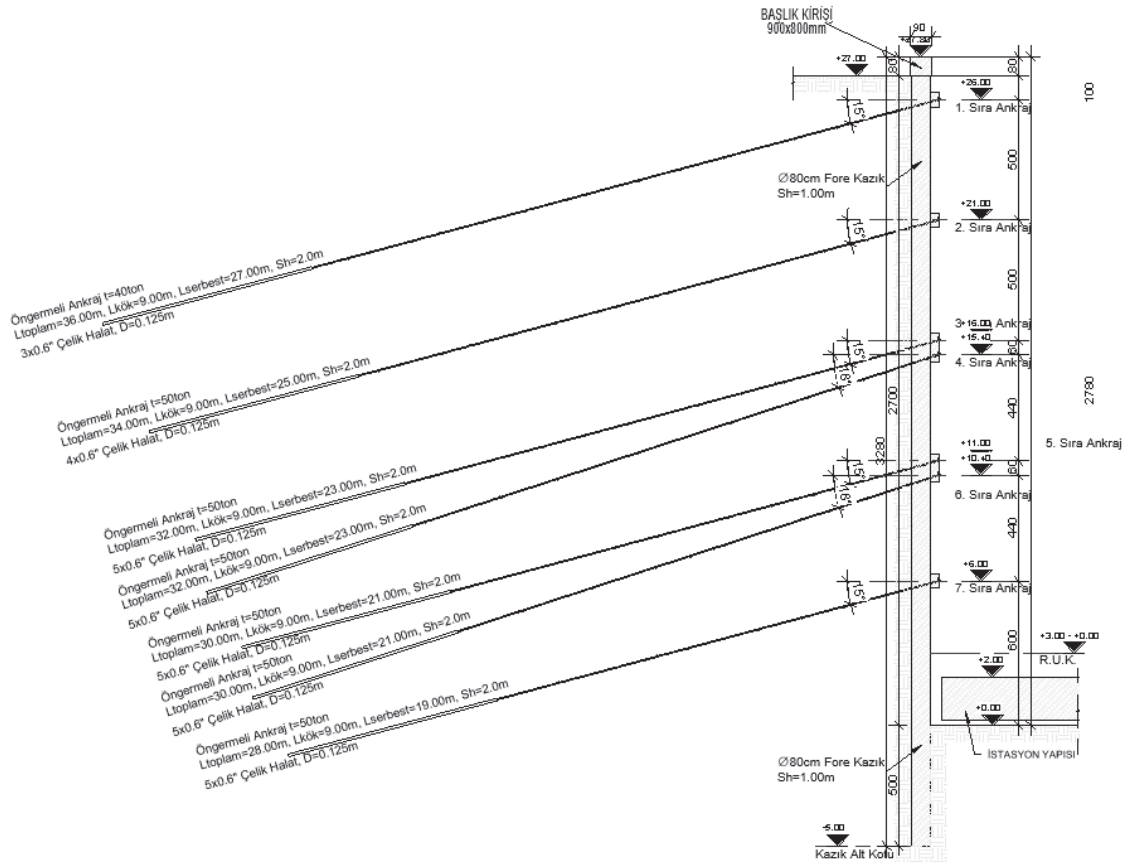 BAŞLIK KİRİŞİ
900x800mm
90
+27.80
+27.00
80
80
+26.00
100
1. Sıra Ankraj
15°
500
Ø80cm Fore Kazık
Sh=1.00m
+21.00
2. Sıra Ankraj
15°
500
Öngermeli Ankraj t=40ton
Ltoplam=36.00m, Lkök=9.00m, Lserbest=27.00m, Sh=2.0m
3x0.6" Çelik Halat, D=0.125m
+16.00
3. Sıra Ankraj
+15.40
60
4. Sıra Ankraj
15°
18°
Öngermeli Ankraj t=50ton
Ltoplam=34.00m, Lkök=9.00m, Lserbest=25.00m, Sh=2.0m
4x0.6" Çelik Halat, D=0.125m
2700
3280
440
2780
+11.00
5. Sıra Ankraj
+10.40
60
6. Sıra Ankraj
15°
18°
440
Öngermeli Ankraj t=50ton
Ltoplam=32.00m, Lkök=9.00m, Lserbest=23.00m, Sh=2.0m
5x0.6" Çelik Halat, D=0.125m
Öngermeli Ankraj t=50ton
Ltoplam=32.00m, Lkök=9.00m, Lserbest=23.00m, Sh=2.0m
5x0.6" Çelik Halat, D=0.125m
+6.00
7. Sıra Ankraj
15°
600
Öngermeli Ankraj t=50ton
Ltoplam=30.00m, Lkök=9.00m, Lserbest=21.00m, Sh=2.0m
5x0.6" Çelik Halat, D=0.125m
Öngermeli Ankraj t=50ton
Ltoplam=30.00m, Lkök=9.00m, Lserbest=21.00m, Sh=2.0m
5x0.6" Çelik Halat, D=0.125m
+3.00 - +0.00
R.U.K.
+2.00
+0.00
Öngermeli Ankraj t=50ton
Ltoplam=28.00m, Lkök=9.00m, Lserbest=19.00m, Sh=2.0m
5x0.6" Çelik Halat, D=0.125m
İSTASYON YAPISI
Ø80cm Fore Kazık
Sh=1.00m
500
-5.00
Kazık Alt Kotu